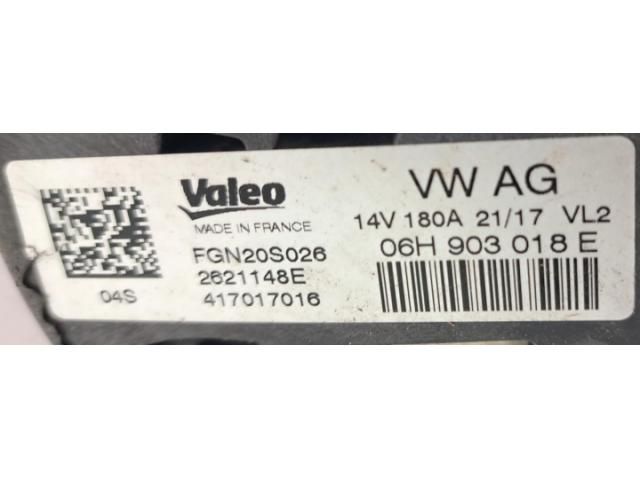 Valeo
MADE IN FRANCE
FGN20S026
2621148E
417017016
04S
VW AG
14V 180A 21/17 VL2
06H 903 018 E